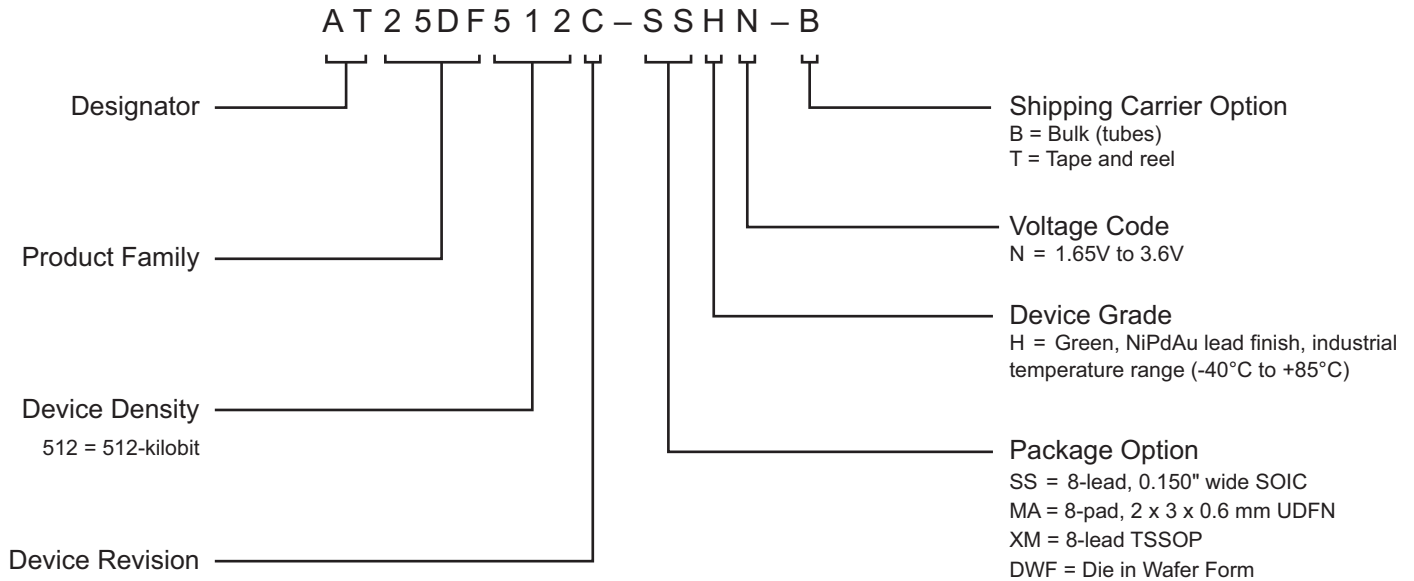 A T 2 5 D F 5 1 2 C – S S H N – B
Designator
Product Family
Device Density
512 = 512-kilobit
Device Revision
Shipping Carrier Option
B = Bulk (tubes)
T = Tape and reel
Voltage Code
N = 1.65V to 3.6V
Device Grade
H = Green, NiPdAu lead finish, industrial
temperature range (-40°C to +85°C)
Package Option
SS = 8-lead, 0.150" wide SOIC
MA = 8-pad, 2 x 3 x 0.6 mm UDFN
XM = 8-lead TSSOP
DWF = Die in Wafer Form